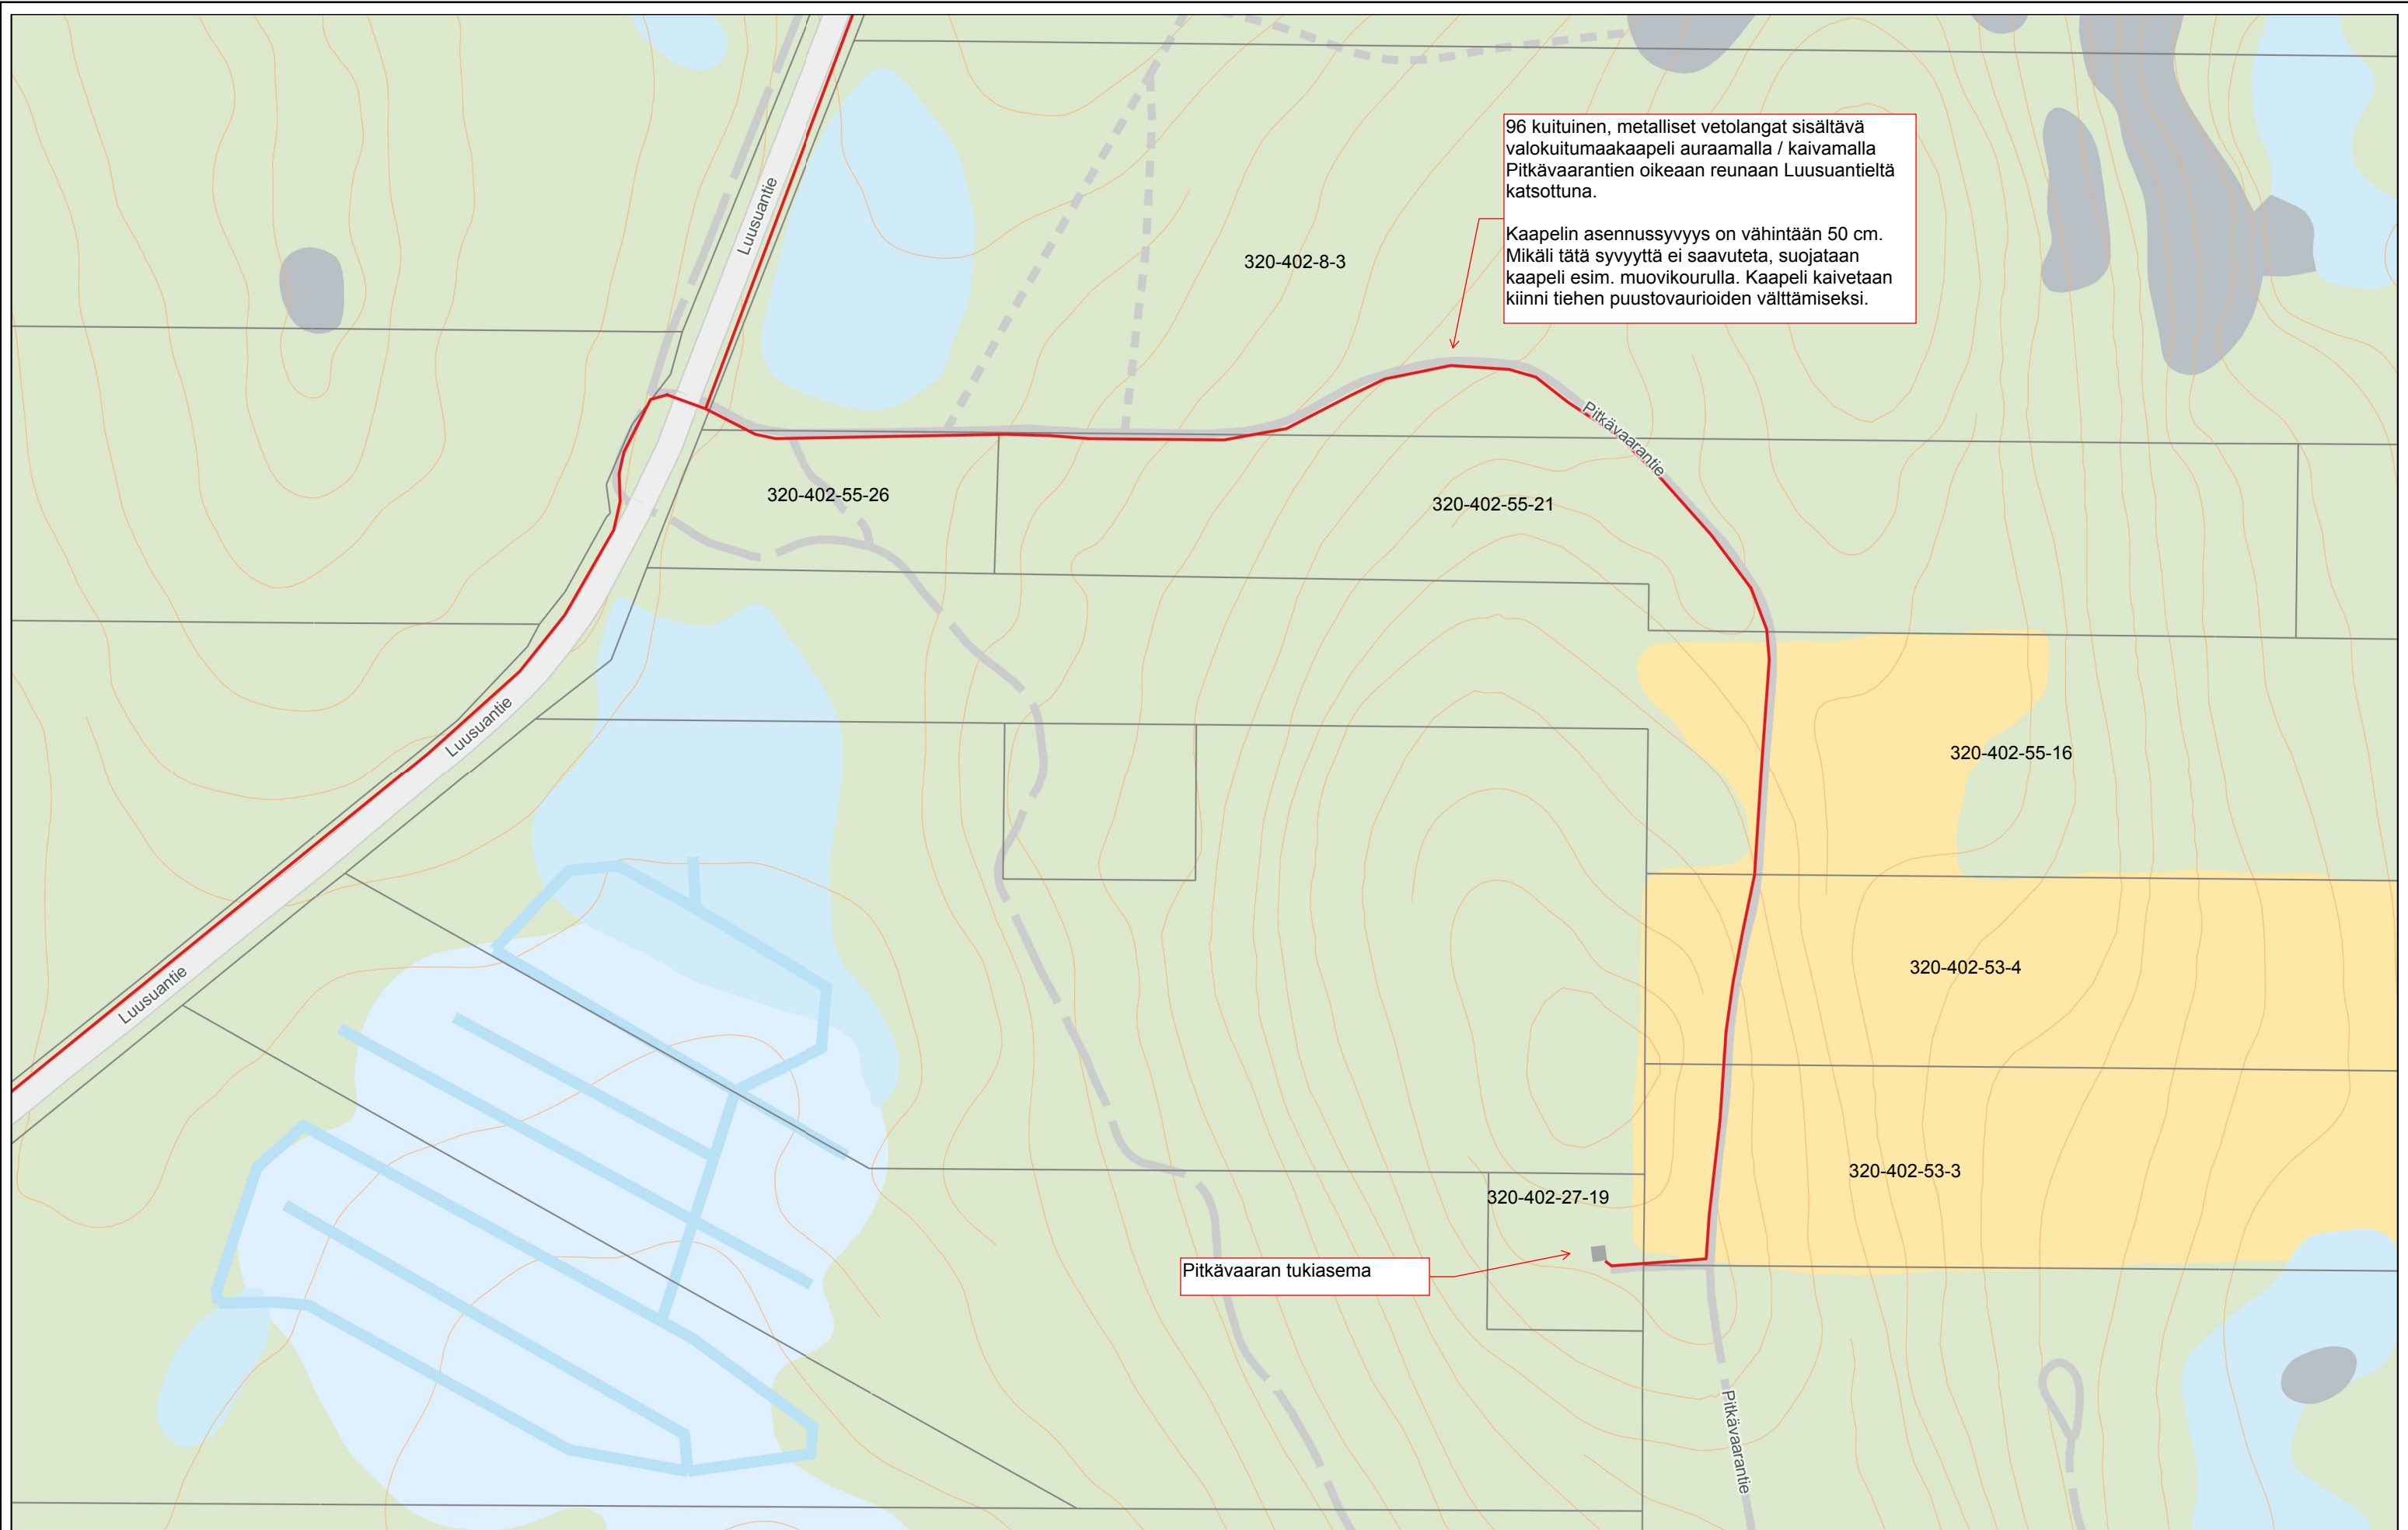 96 kuituinen, metalliset vetolangat sisältävä
valokuitumaakaapeli auraamalla / kaivamalla
Pitkävaarantien oikeaan reunaan Luusuantieltä
katsottuna.
Kaapelin asennussyvyys on vähintään 50 cm.
Mikäli tätä syvyyttä ei saavuteta, suojataan
kaapeli esim. muovikourulla. Kaapeli kaivetaan
kiinni tiehen puustovaurioiden välttämiseksi.
Luusuantie
320-402-8-3
Pitkävaarantie
320-402-55-26
320-402-55-21
Luusuantie
320-402-55-16
Luusuantie
320-402-53-4
320-402-53-3
320-402-27-19
Pitkävaaran tukiasema
Pitkävaarantie